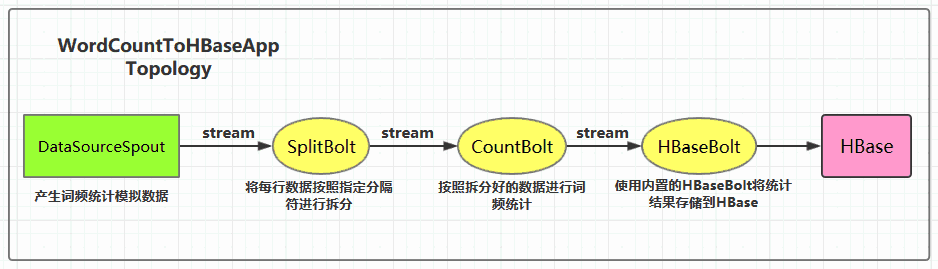 WordCountToHBaseApp
Topology
DataSourceSpout
stream
SplitBolt
stream
CountBolt
stream
HBaseBolt
HBase
产生词频统计模拟数据
将每行数据按照指定分隔
符进行拆分
按照拆分好的数据进行词
频统计
使用内置的HBaseBolt将统计
结果存储到HBase